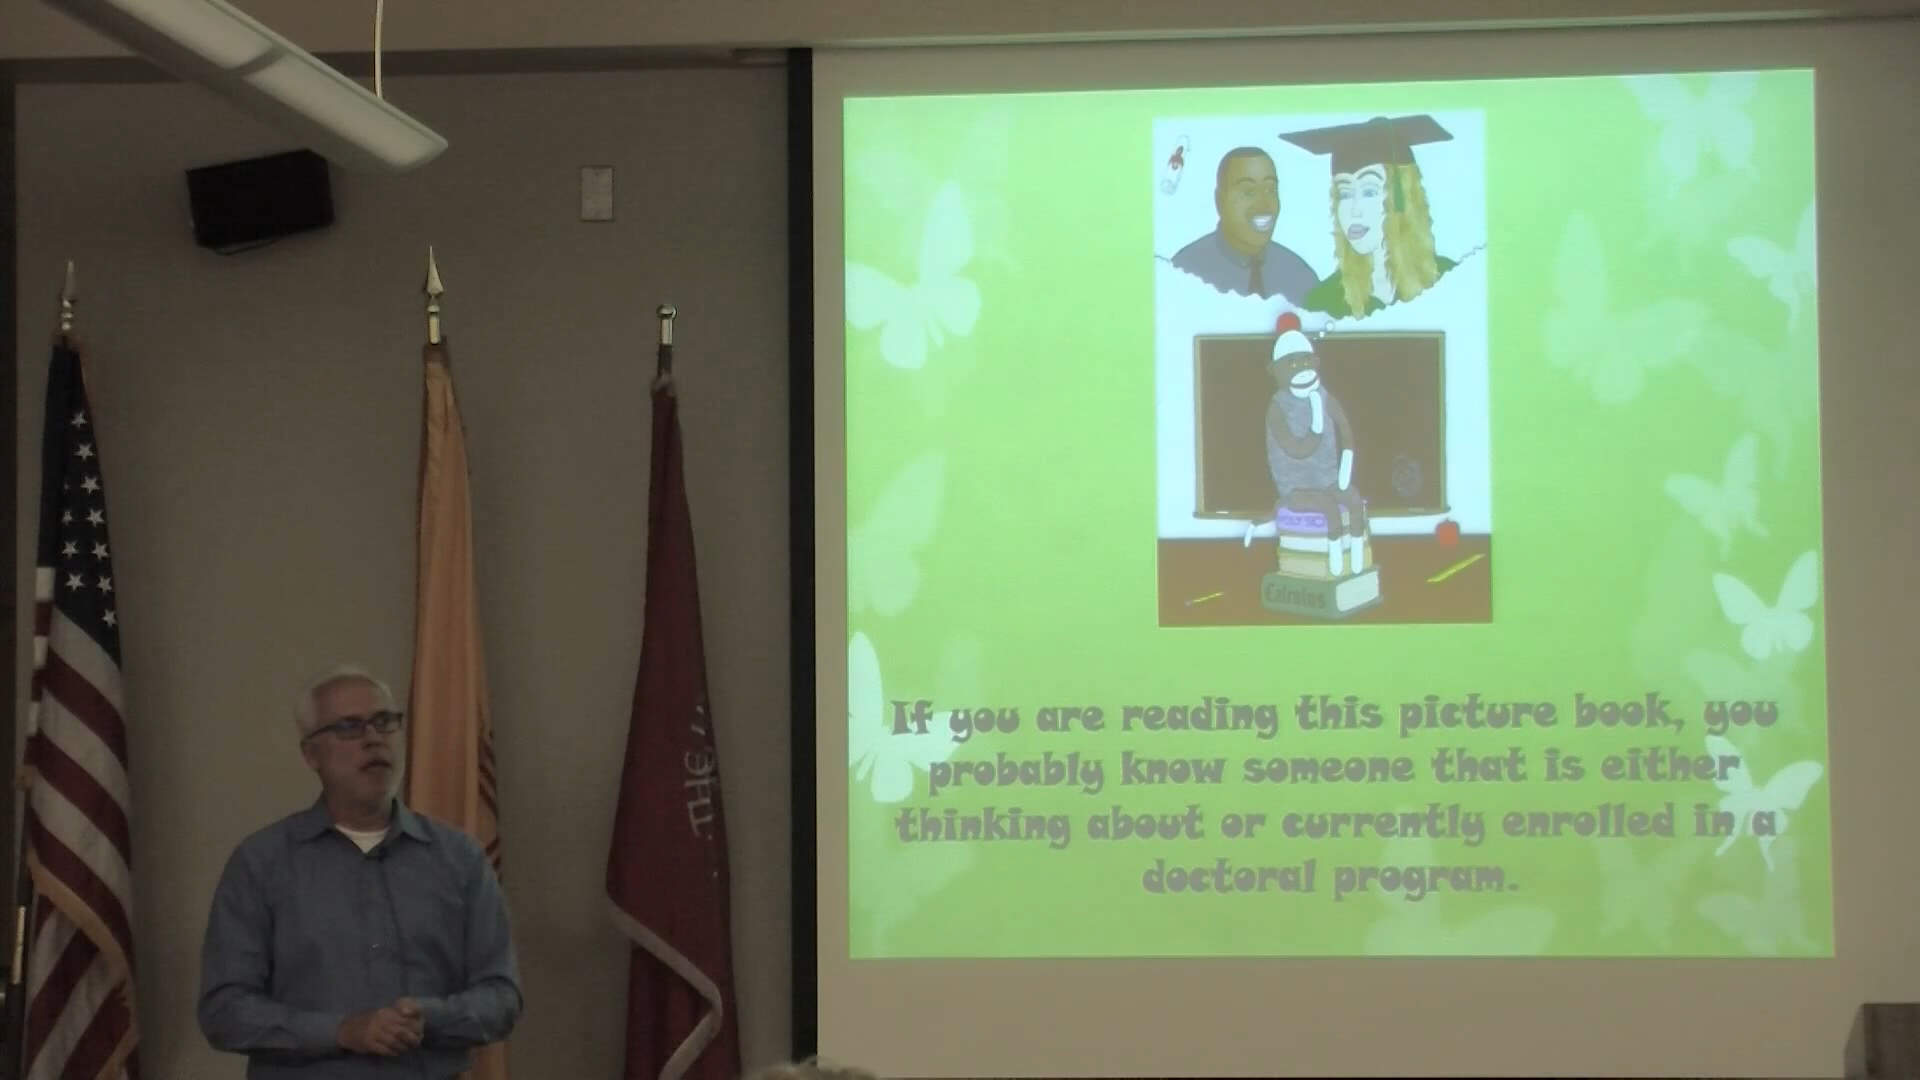 Calculus
If you are reading this picture book, you
probably know someone that is either
thinking about or currently enrolled in a
doctoral program.